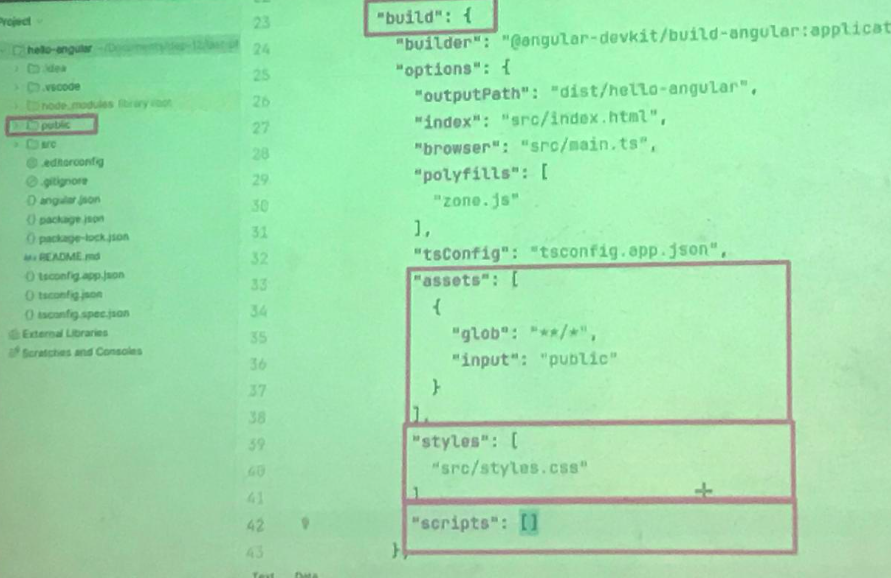 Project
hello-angular
.idea
.vscode
node_modules library root
public
src
.editorconfig
.gitignore
angular.json
package.json
package-lock.json
README.md
tsconfig.app.json
tsconfig.json
tsconfig.spec.json
External Libraries
Scratches and Consoles
23 "build": {
24 "builder": "@angular-devkit/build-angular:applicat
25 "options": {
26 "outputPath": "dist/hello-angular",
27 "index": "src/index.html",
28 "browser": "src/main.ts",
29 "polyfills": [
30 "zone.js"
31 ],
32 "tsConfig": "tsconfig.app.json",
33 "assets": [
34 {
35 "glob": "**/*",
36 "input": "public"
37 }
38 ],
39 "styles": [
40 "src/styles.css"
41 ]
42 "scripts": []
43 },
Text Data